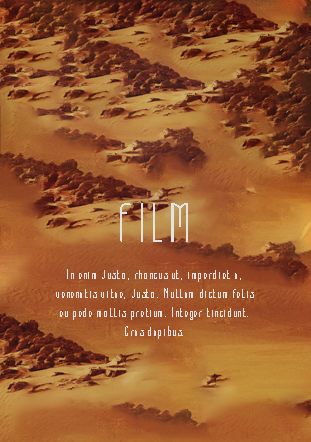 FILM
In enim justo, rhoncus ut, imperdiet a,
venenatis vitae, justo. Nullam dictum felis
eu pede mollis pretium. Integer tincidunt.
Cras dapibus